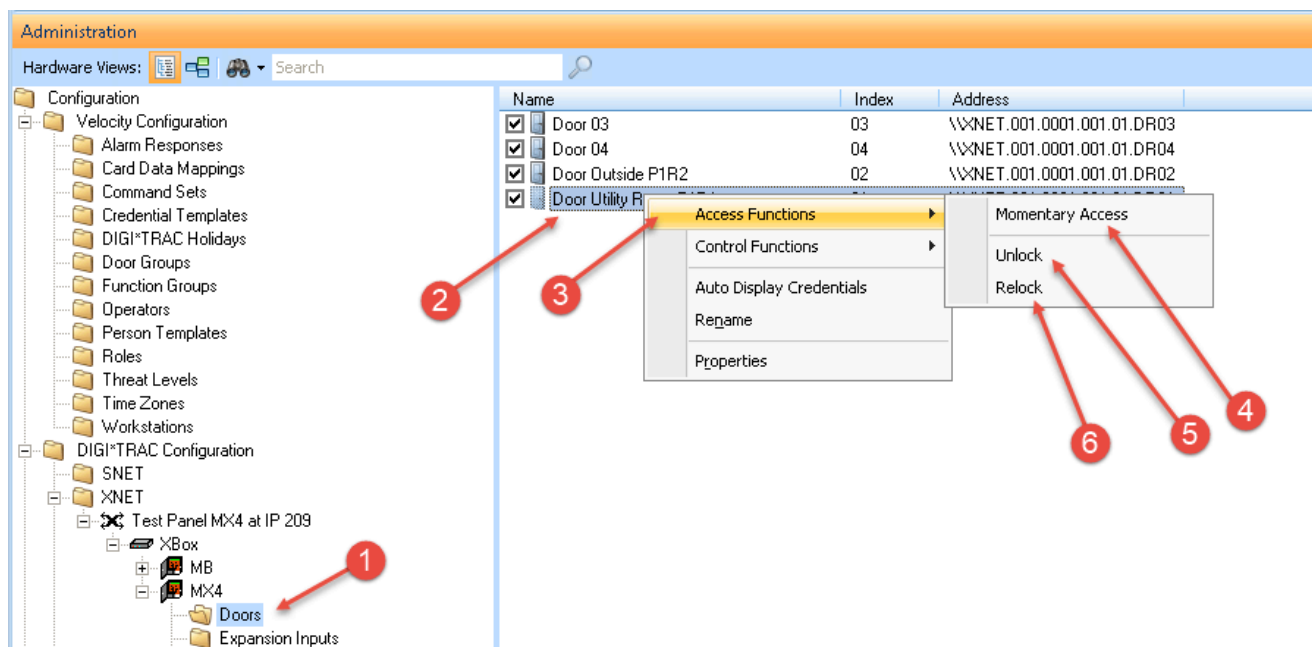 Administration
Hardware Views: Search
Configuration
Velocity Configuration
Alarm Responses
Card Data Mappings
Command Sets
Credential Templates
DIGI*TRAC Holidays
Door Groups
Function Groups
Operators
Person Templates
Roles
Threat Levels
Time Zones
Workstations
DIGI*TRAC Configuration
SNET
XNET
Test Panel MX4 at IP 209
XBox
MB
MX4
Doors
Expansion Inputs
1
Name Index Address
Door 03 03 \\XNET.001.0001.001.01.DR03
Door 04 04 \\XNET.001.0001.001.01.DR04
Door Outside P1R2 02 \\XNET.001.0001.001.01.DR02
Door Utility
2
3
Access Functions
Control Functions
Auto Display Credentials
Rename
Properties
Momentary Access
Unlock
Relock
4
5
6